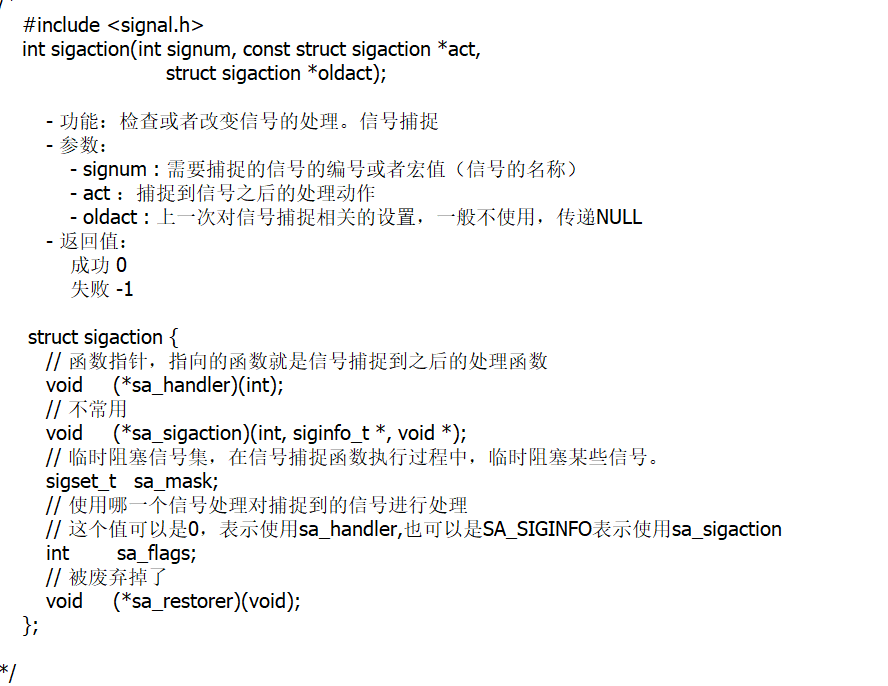 #include <signal.h>
int sigaction(int signum, const struct sigaction *act,
struct sigaction *oldact);
- 功能：检查或者改变信号的处理。信号捕捉
- 参数：
- signum : 需要捕捉的信号的编号或者宏值（信号的名称）
- act ：捕捉到信号之后的处理动作
- oldact : 上一次对信号捕捉相关的设置，一般不使用，传递NULL
- 返回值：
成功 0
失败 -1
struct sigaction {
// 函数指针，指向的函数就是信号捕捉到之后的处理函数
void (*sa_handler)(int);
// 不常用
void (*sa_sigaction)(int, siginfo_t *, void *);
// 临时阻塞信号集，在信号捕捉函数执行过程中，临时阻塞某些信号。
sigset_t sa_mask;
// 使用哪一个信号处理对捕捉到的信号进行处理
// 这个值可以是0，表示使用sa_handler,也可以是SA_SIGINFO表示使用sa_sigaction
int sa_flags;
// 被废弃掉了
void (*sa_restorer)(void);
};
*/